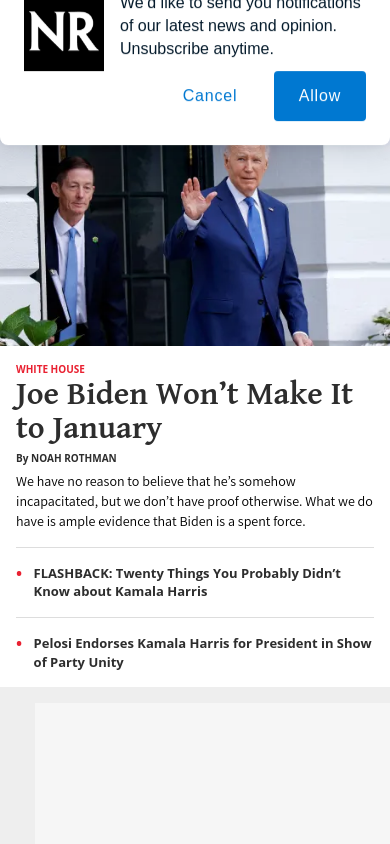 We'd like to send you notifications
NR
of our latest news and opinion.
Unsubscribe anytime.
Cancel
Allow
WHITE HOUSE
Joe Biden Won’t Make It
to January
By NOAH ROTHMAN
We have no reason to believe that he’s somehow
incapacitated, but we don’t have proof otherwise. What we do
have is ample evidence that Biden is a spent force.
FLASHBACK: Twenty Things You Probably Didn’t
Know about Kamala Harris
Pelosi Endorses Kamala Harris for President in Show
of Party Unity